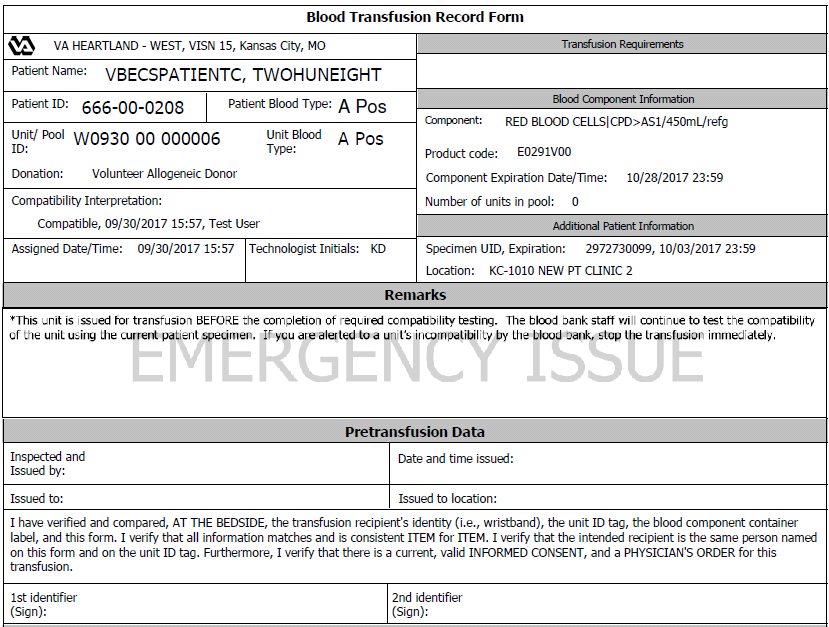 Blood Transfusion Record Form
VA HEARTLAND - WEST, VISN 15, Kansas City, MO
Patient Name: VBECSPATIENTC, TWOHUNEIGHT
Patient ID: 666-00-0208 Patient Blood Type: A Pos
Unit/ Pool ID: W0930 00 000006 Unit Blood Type: A Pos
Donation: Volunteer Allogeneic Donor
Compatibility Interpretation:
Compatible, 09/30/2017 15:57, Test User
Assigned Date/Time: 09/30/2017 15:57 Technologist Initials: KD
Transfusion Requirements
Blood Component Information
Component: RED BLOOD CELLS|CPD>AS1/450mL/refg
Product code: E0291V00
Component Expiration Date/Time: 10/28/2017 23:59
Number of units in pool: 0
Additional Patient Information
Specimen UID, Expiration: 2972730099, 10/03/2017 23:59
Location: KC-1010 NEW PT CLINIC 2
Remarks
*This unit is issued for transfusion BEFORE the completion of required compatibility testing. The blood bank staff will continue to test the compatibility
of the unit using the current patient specimen. If you are alerted to a unit's incompatibility by the blood bank, stop the transfusion immediately.
EMERGENCY ISSUE
Pretransfusion Data
Inspected and
Issued by:
Date and time issued:
Issued to:
Issued to location:
I have verified and compared, AT THE BEDSIDE, the transfusion recipient's identity (i.e., wristband), the unit ID tag, the blood component container
label, and this form. I verify that all information matches and is consistent ITEM for ITEM. I verify that the intended recipient is the same person named
on this form and on the unit ID tag. Furthermore, I verify that there is a current, valid INFORMED CONSENT, and a PHYSICIAN'S ORDER for this
transfusion.
1st identifier
(Sign):
2nd identifier
(Sign):